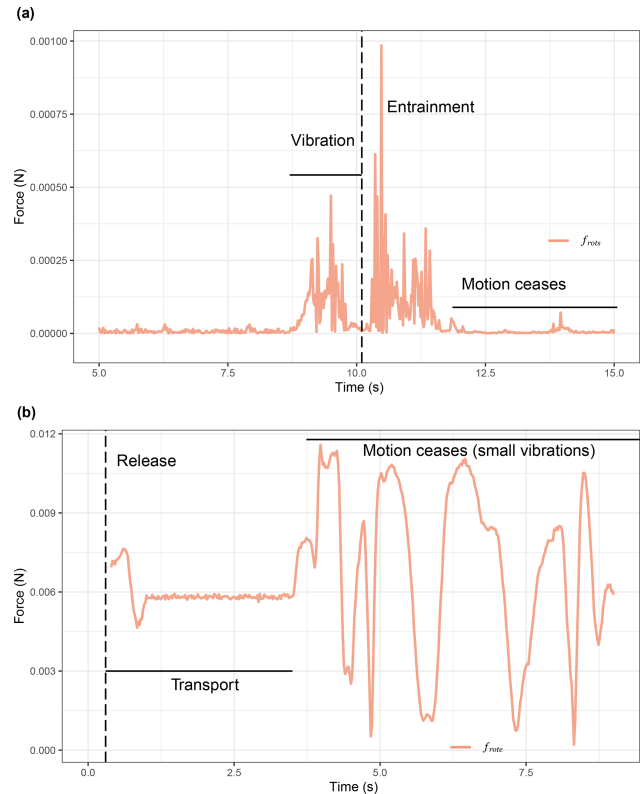 (a)
0.00100
0.00075
0.00050
0.00025
0.00000
Force (N)
Vibration
Entrainment
f_rots
Motion ceases
5.0 7.5 10.0 12.5 15.0
Time (s)
(b)
0.012
0.009
0.006
0.003
0.000
Force (N)
Release
Motion ceases (small vibrations)
Transport
f_rote
0.0 2.5 5.0 7.5
Time (s)